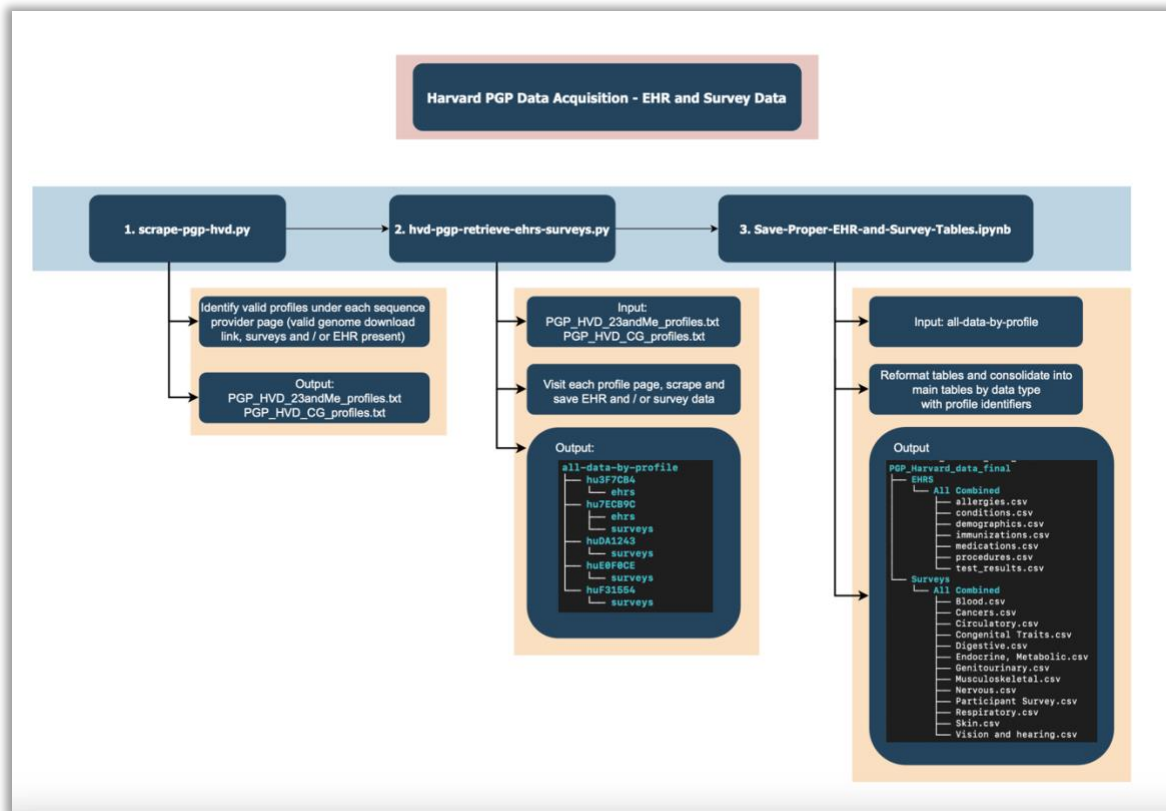 Harvard PGP Data Acquisition - EHR and Survey Data
1. scrape-pgp-hvd.py
2. hvd-pgp-retrieve-ehrs-surveys.py
3. Save-Proper-EHR-and-Survey-Tables.ipynb
Identify valid profiles under each sequence
provider page (valid genome download
link, surveys and / or EHR present)
Output:
PGP_HVD_23andMe_profiles.txt
PGP_HVD_CG_profiles.txt
Input:
PGP_HVD_23andMe_profiles.txt
PGP_HVD_CG_profiles.txt
Visit each profile page, scrape and
save EHR and / or survey data
Output:
all-data-by-profile
hu3F7CB4
ehrs
hu7ECB9C
ehrs
surveys
huDA1243
surveys
huE0F0CE
surveys
huF31554
surveys
Input: all-data-by-profile
Reformat tables and consolidate into
main tables by data type
with profile identifiers
Output
PGP_Harvard_data_final
EHRS
All Combined
allergies.csv
conditions.csv
demographics.csv
immunizations.csv
medications.csv
procedures.csv
test_results.csv
Surveys
All Combined
Blood.csv
Cancers.csv
Circulatory.csv
Congenital Traits.csv
Digestive.csv
Endocrine, Metabolic.csv
Genitourinary.csv
Musculoskeletal.csv
Nervous.csv
Participant Survey.csv
Respiratory.csv
Skin.csv
Vision and hearing.csv